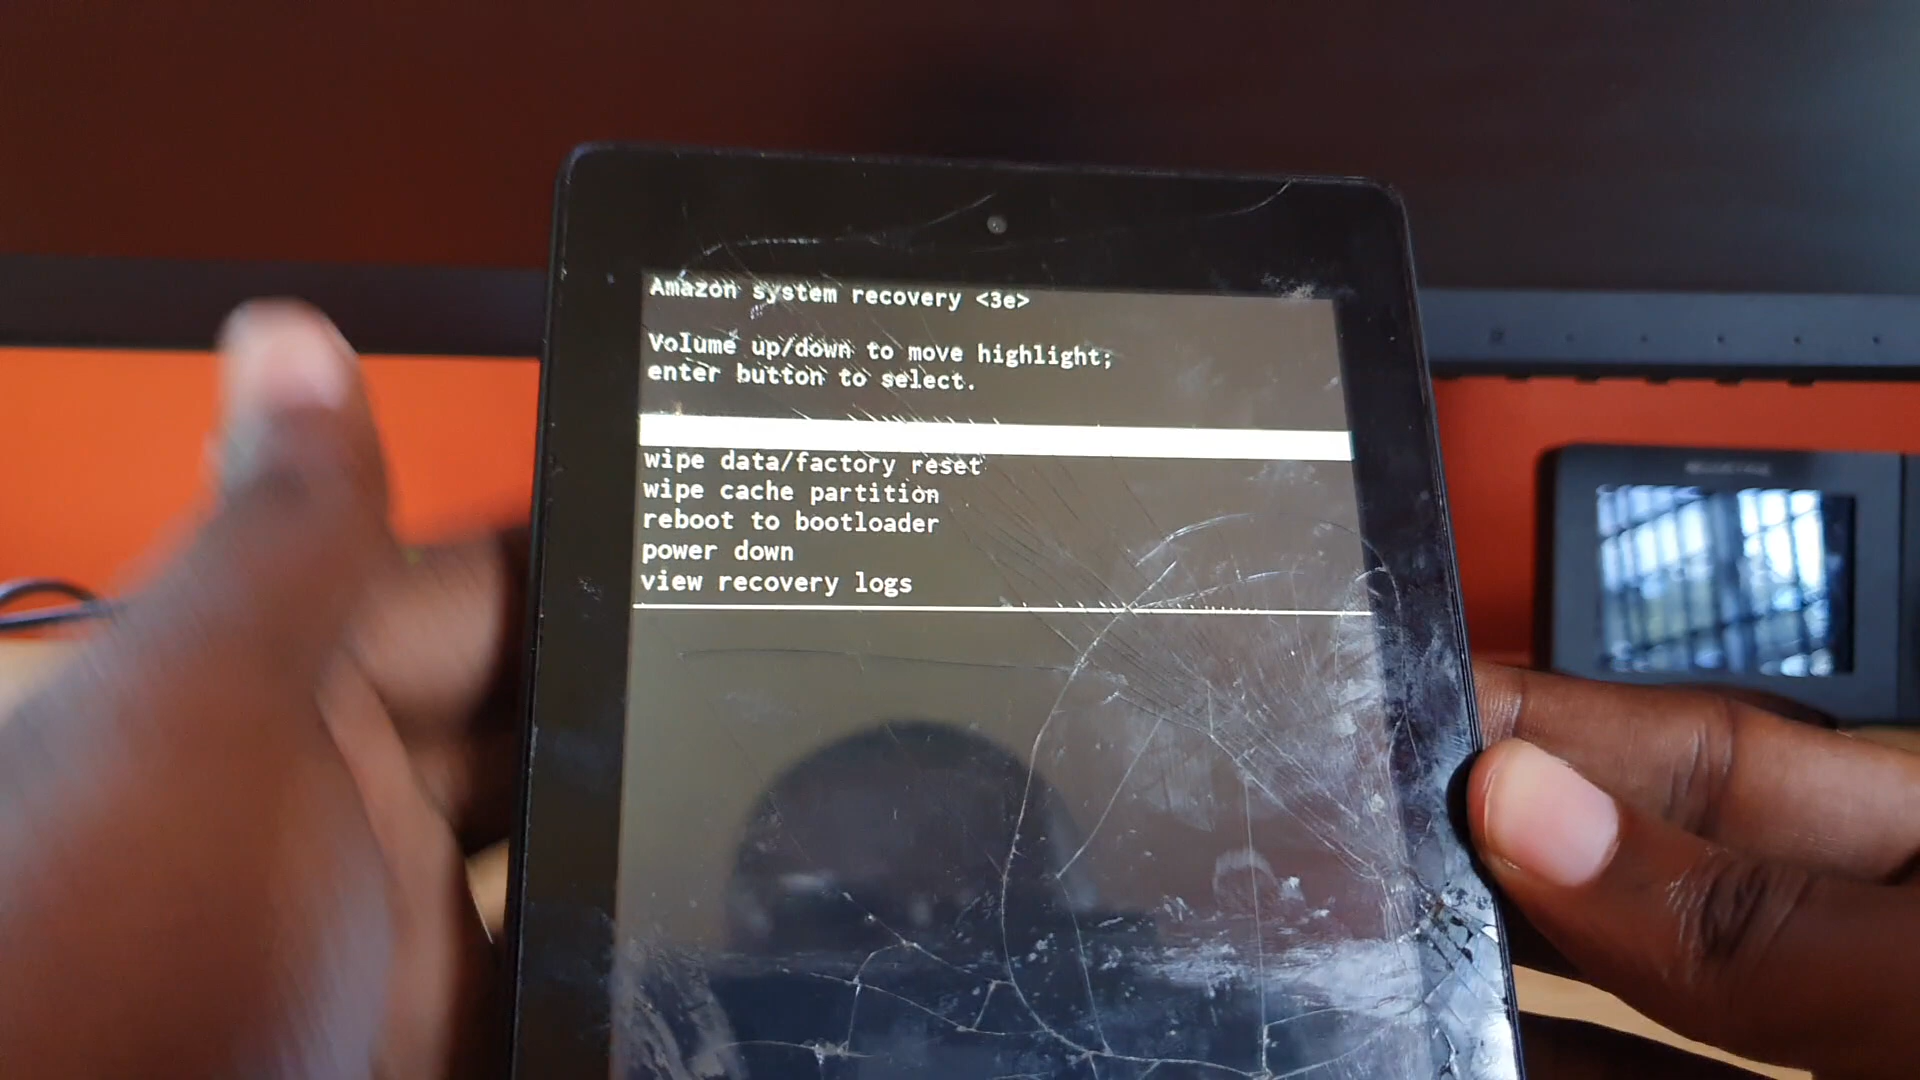 Amazon system recovery <3e>
Volume up/down to move highlight;
enter button to select.
wipe data/factory reset
wipe cache partition
reboot to bootloader
power down
view recovery logs